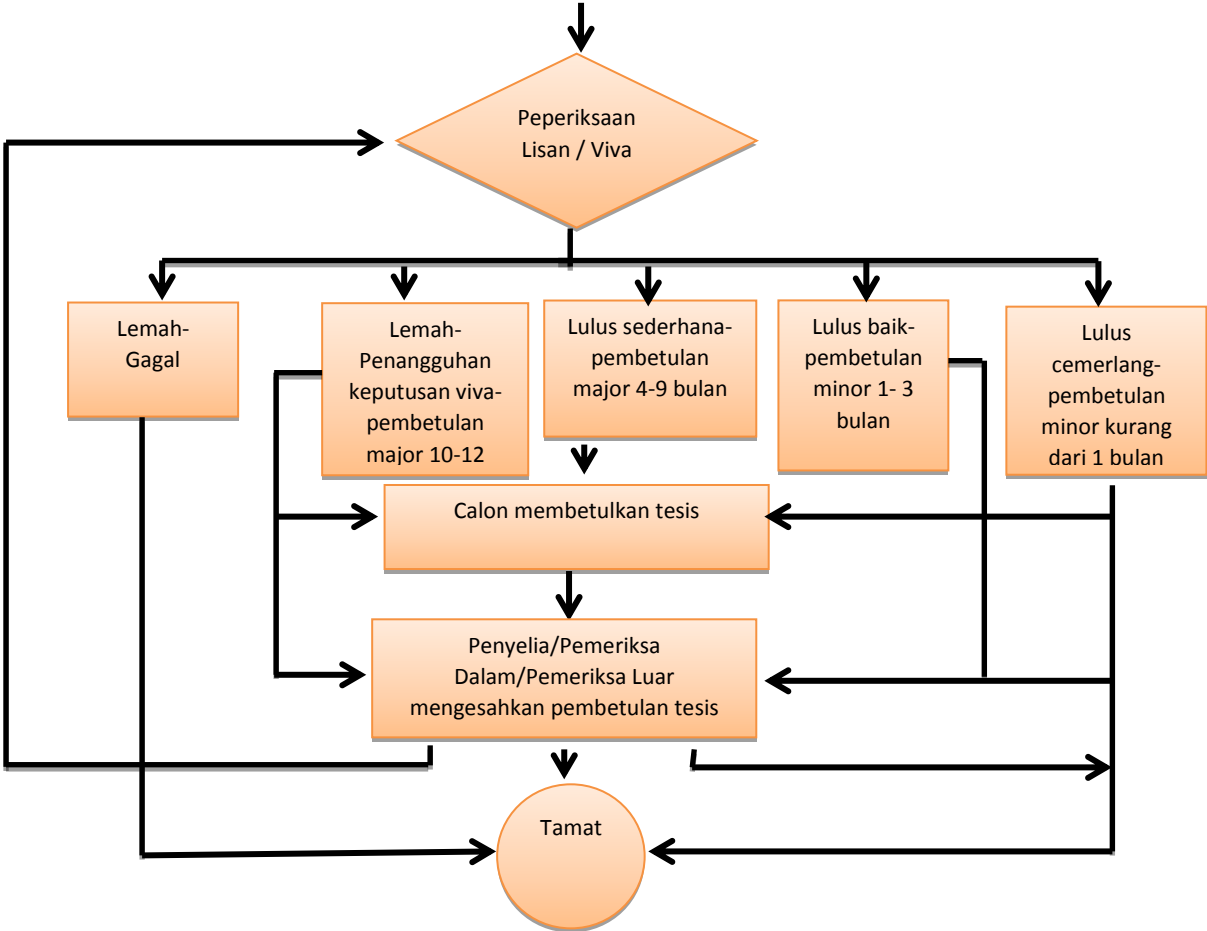 Peperiksaan
Lisan / Viva
Lemah-
Gagal
Lemah-
Penangguhan
keputusan viva-
pembetulan
major 10-12
Lulus sederhana-
pembetulan
major 4-9 bulan
Lulus baik-
pembetulan
minor 1- 3
bulan
Lulus
cemerlang-
pembetulan
minor kurang
dari 1 bulan
Calon membetulkan tesis
Penyelia/Pemeriksa
Dalam/Pemeriksa Luar
mengesahkan pembetulan tesis
Tamat